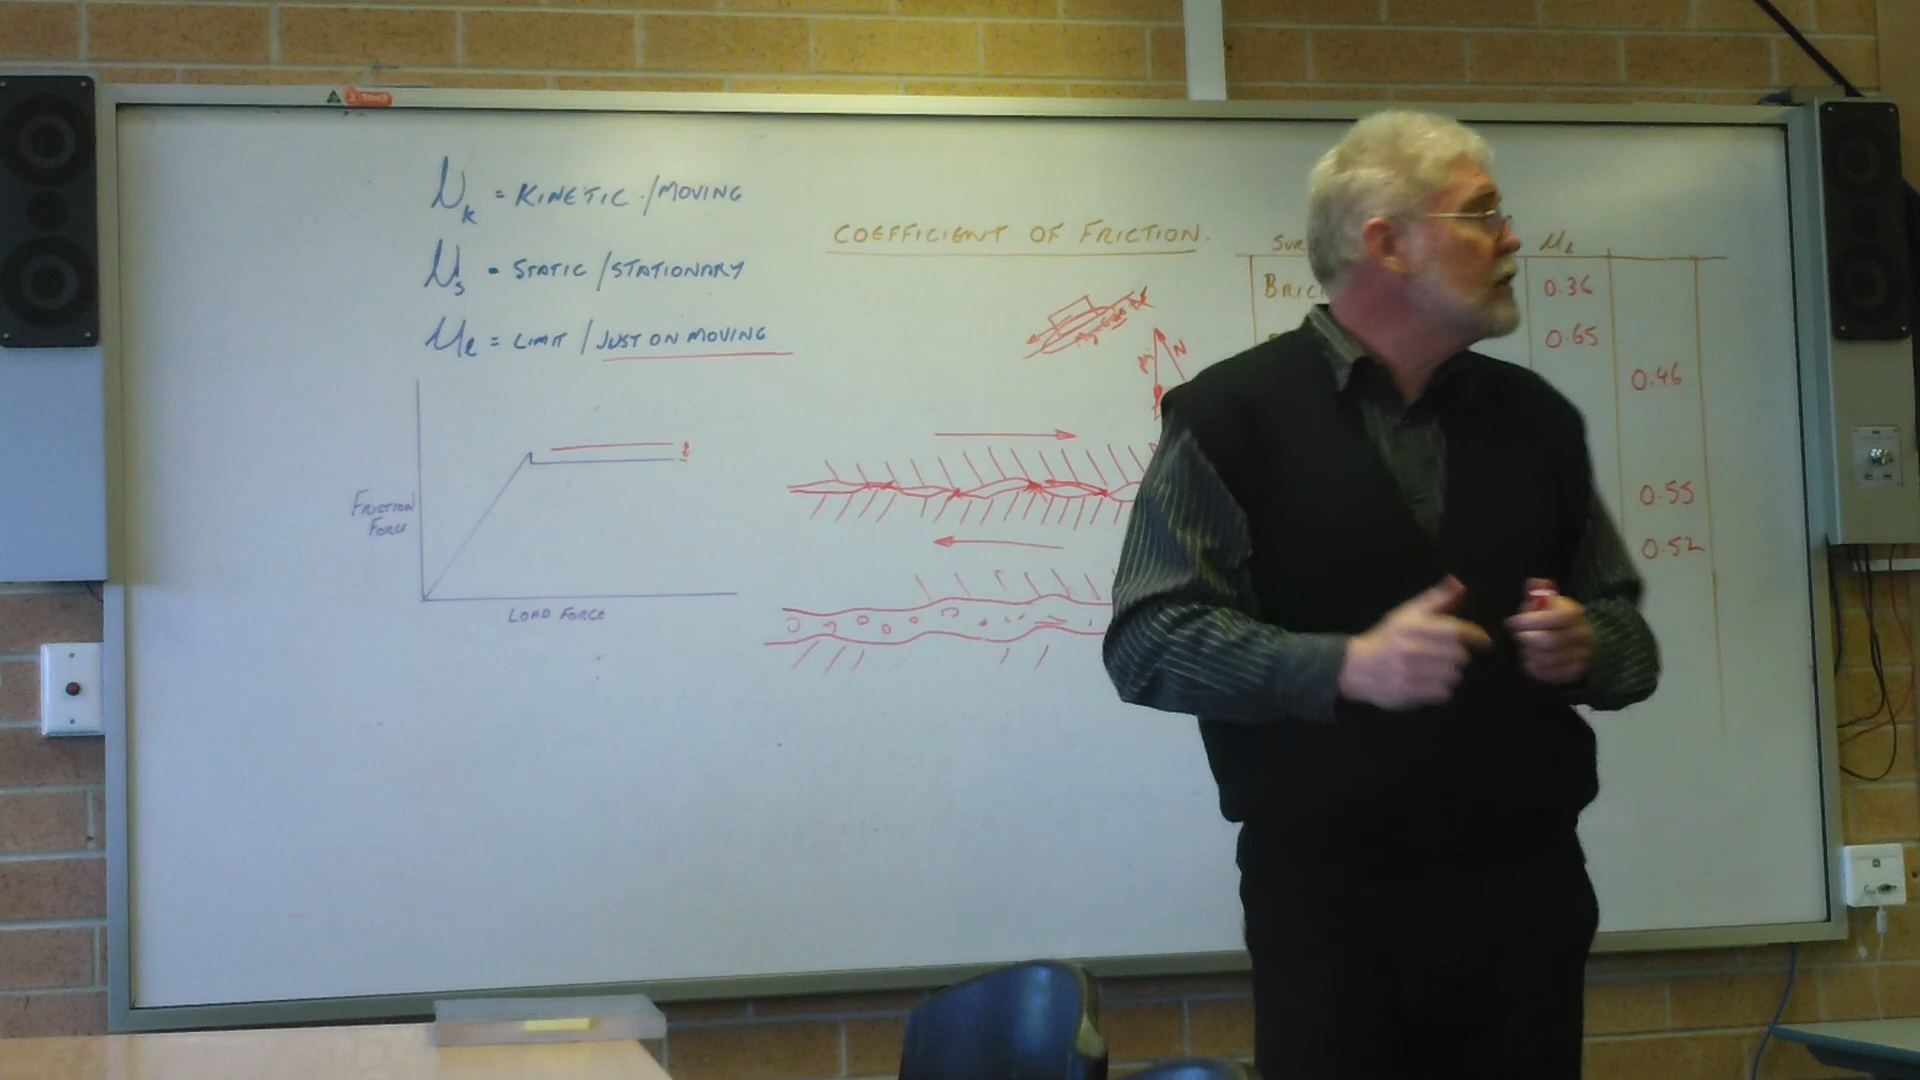 μk = KINETIC / MOVING
μs = STATIC / STATIONARY
μℓ = LIMIT / JUST ON MOVING
FRICTION
FORCE
LOAD FORCE
COEFFICIENT OF FRICTION.
N
SUR
μℓ
BRIC
0.36
0.65
0.46
0.55
0.52